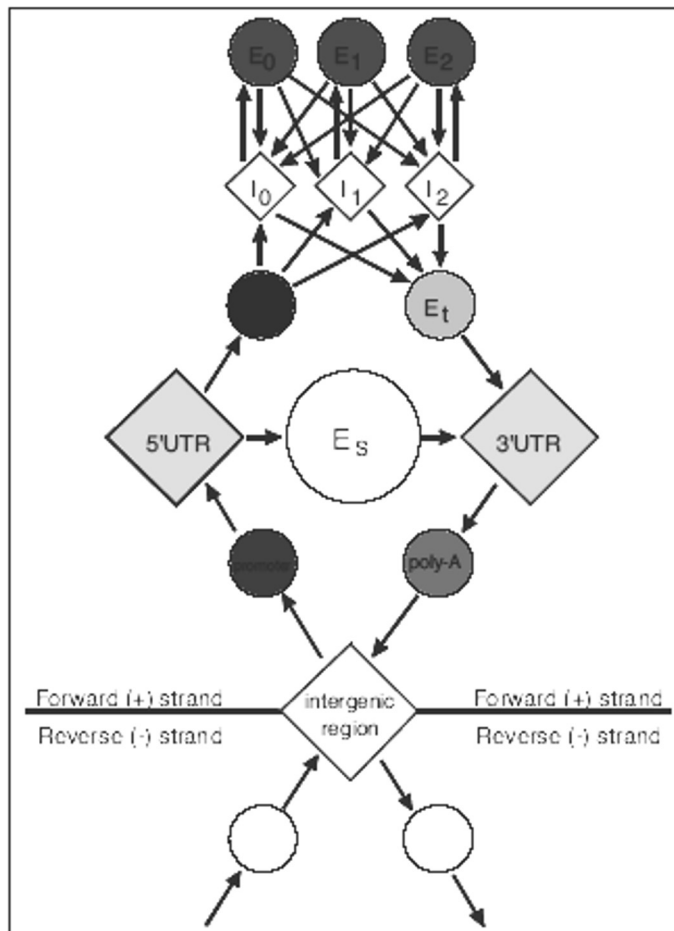 E0 E1 E2
I0 I1 I2
Et
5'UTR Es 3'UTR
promoter poly-A
Forward (+) strand intergenic Forward (+) strand
Reverse (-) strand region Reverse (-) strand